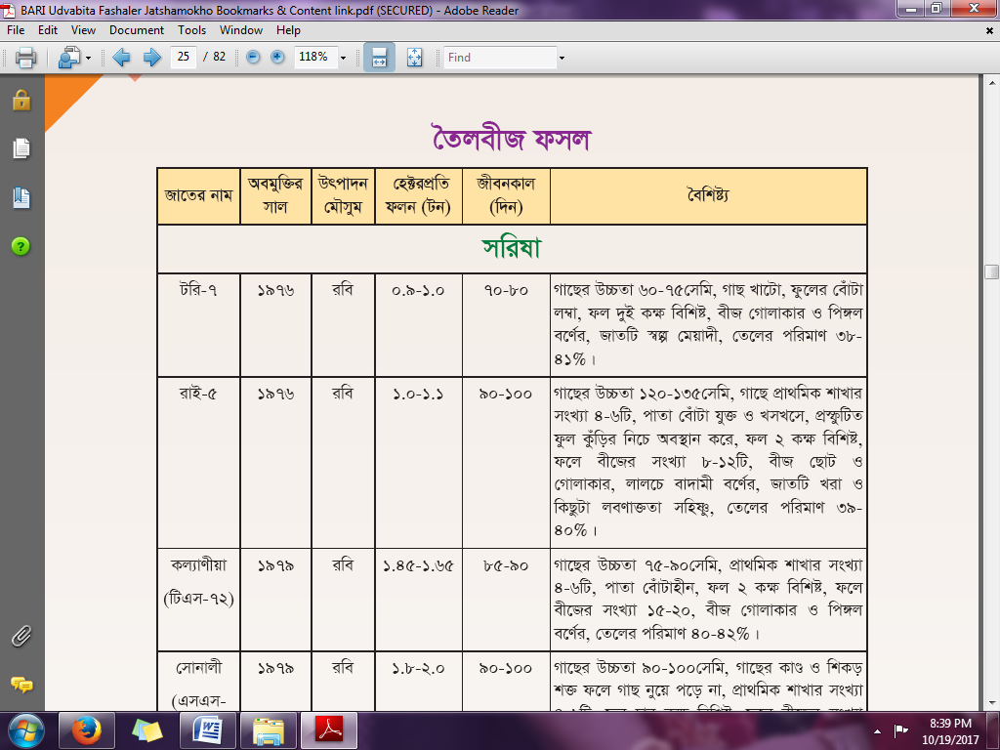 BARI Udvabita Fashaler Jatshamokho Bookmarks & Content link.pdf (SECURED) - Adobe Reader
File Edit View Document Tools Window Help
25 / 82 118% Find
তৈলবীজ ফসল
জাতের নাম
অবমুক্তির
সাল
উৎপাদন
মৌসুম
হেক্টরপ্রতি
ফলন (টন)
জীবনকাল
(দিন)
বৈশিষ্ট্য
সরিষা
টরি-৭
১৯৭৬
রবি
০.৯-১.০
৭০-৮০
গাছের উচ্চতা ৬০-৭৫সেমি, গাছ খাটো, ফুলের বোঁটা
লম্বা, ফল দুই কক্ষ বিশিষ্ট, বীজ গোলাকার ও পিঙ্গল
বর্ণের, জাতটি স্বল্প মেয়াদী, তেলের পরিমাণ ৩৮-
৪১%।
রাই-৫
১৯৭৬
রবি
১.০-১.১
৯০-১০০
গাছের উচ্চতা ১২০-১৩৫সেমি, গাছে প্রাথমিক শাখার
সংখ্যা ৪-৬টি, পাতা বোঁটা যুক্ত ও খসখসে, প্রস্ফুটিত
ফুল কুঁড়ির নিচে অবস্থান করে, ফল ২ কক্ষ বিশিষ্ট,
ফলে বীজের সংখ্যা ৮-১২টি, বীজ ছোট ও
গোলাকার, লালচে বাদামী বর্ণের, জাতটি খরা ও
কিছুটা লবণাক্ততা সহিষ্ণু, তেলের পরিমাণ ৩৯-
৪০%।
কল্যাণীয়া
(টিএস-৭২)
১৯৭৯
রবি
১.৪৫-১.৬৫
৮৫-৯০
গাছের উচ্চতা ৭৫-৯০সেমি, প্রাথমিক শাখার সংখ্যা
৪-৬টি, পাতা বোঁটাহীন, ফল ২ কক্ষ বিশিষ্ট, ফলে
বীজের সংখ্যা ১৫-২০, বীজ গোলাকার ও পিঙ্গল
বর্ণের, তেলের পরিমাণ ৪০-৪২%।
সোনালী
(এসএস-
১৯৭৯
রবি
১.৮-২.০
৯০-১০০
গাছের উচ্চতা ৯০-১০০সেমি, গাছের কাণ্ড ও শিকড়
শক্ত ফলে গাছ নুয়ে পড়ে না, প্রাথমিক শাখার সংখ্যা
8:39 PM
10/19/2017